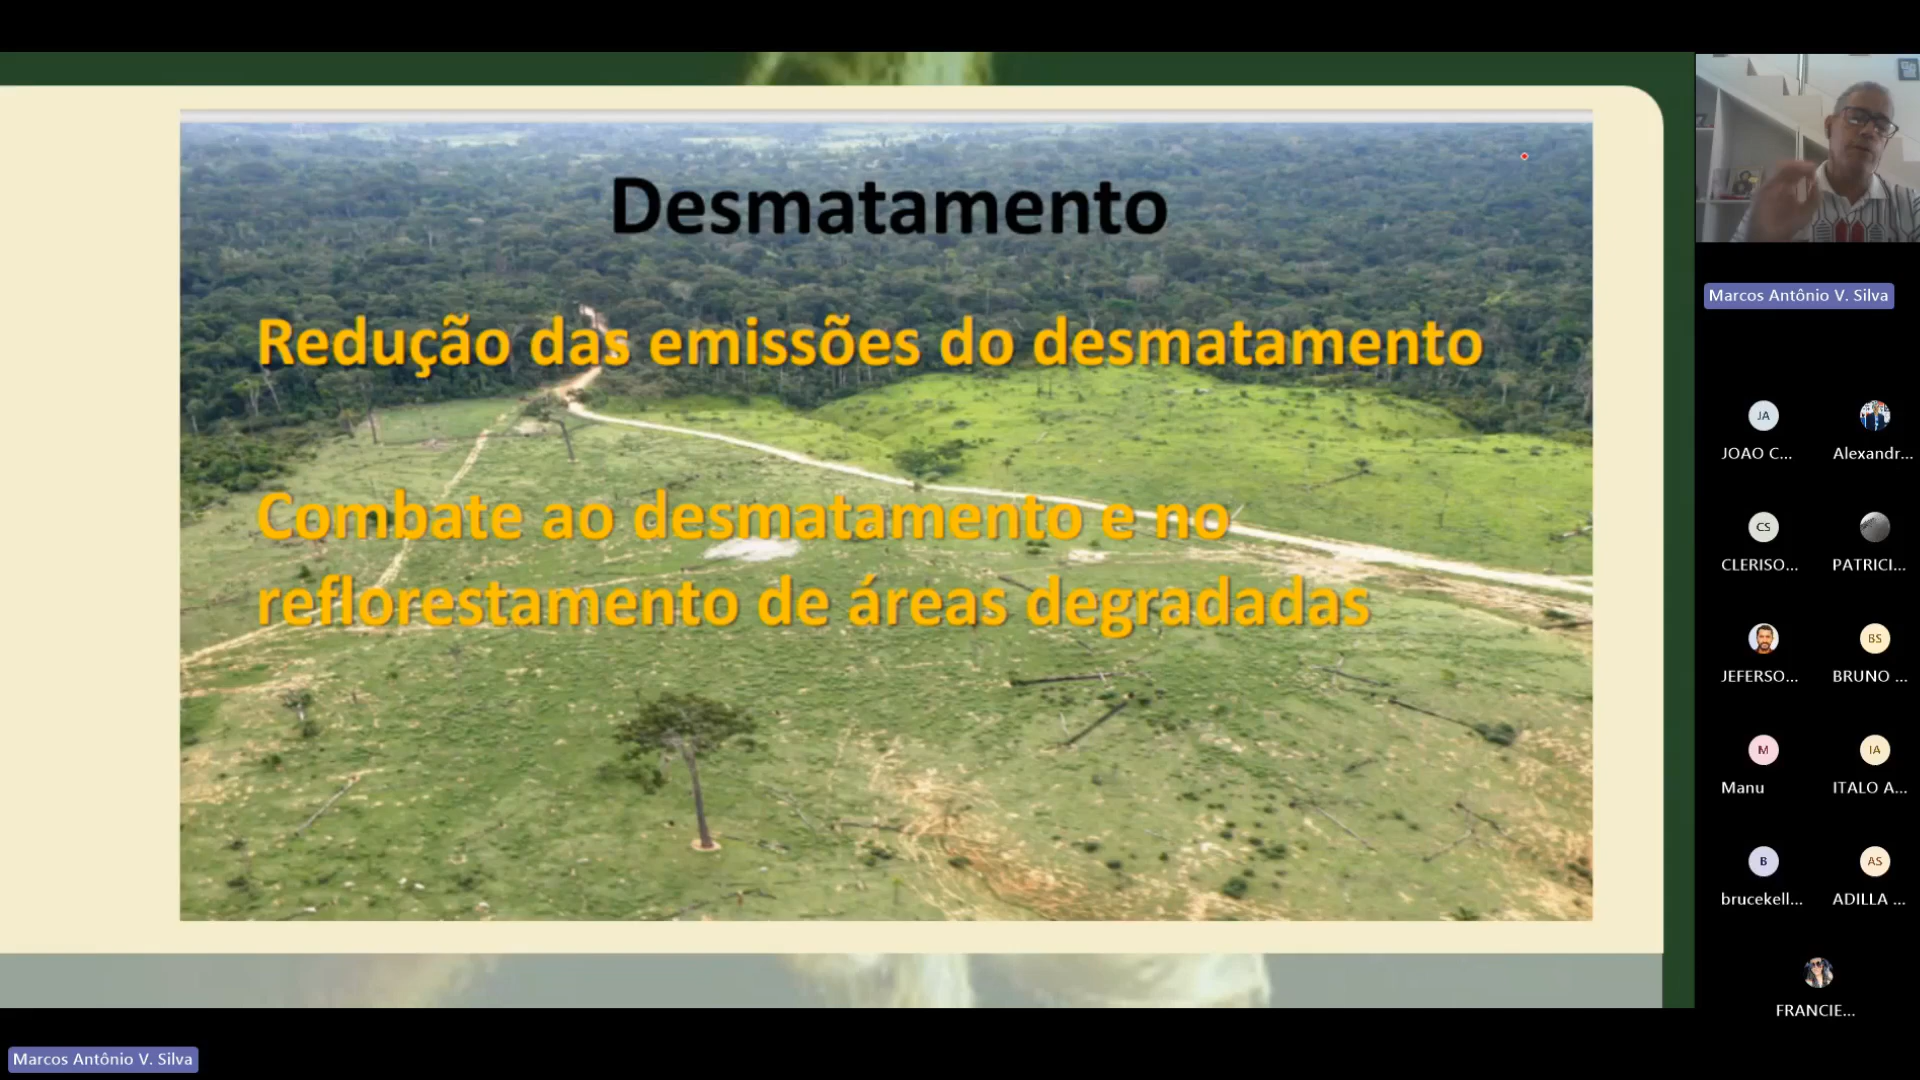 Desmatamento
Redução das emissões do desmatamento
Combate ao desmatamento e no
reflorestamento de áreas degradadas
Marcos Antônio V. Silva
JA
JOAO C...
Alexandr...
CS
CLERISO...
PATRICI...
JEFERSO...
BS
BRUNO ...
M
Manu
IA
ITALO A...
B
brucekell...
AS
ADILLA ...
FRANCIE...
Marcos Antônio V. Silva